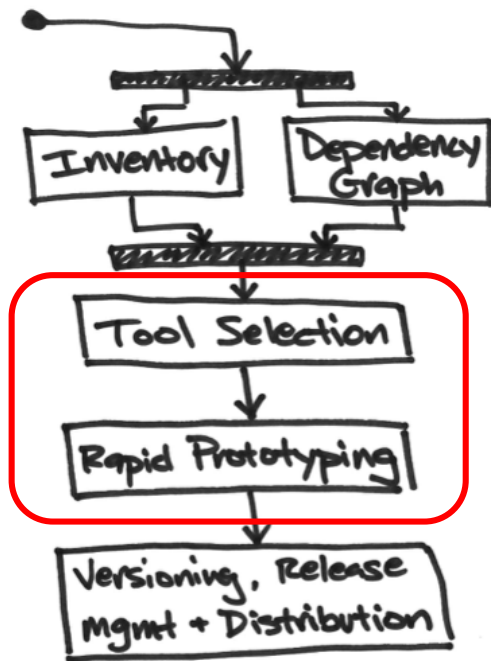 Inventory
Dependency
Graph
Tool Selection
Rapid Prototyping
Versioning, Release
Mgmt + Distribution